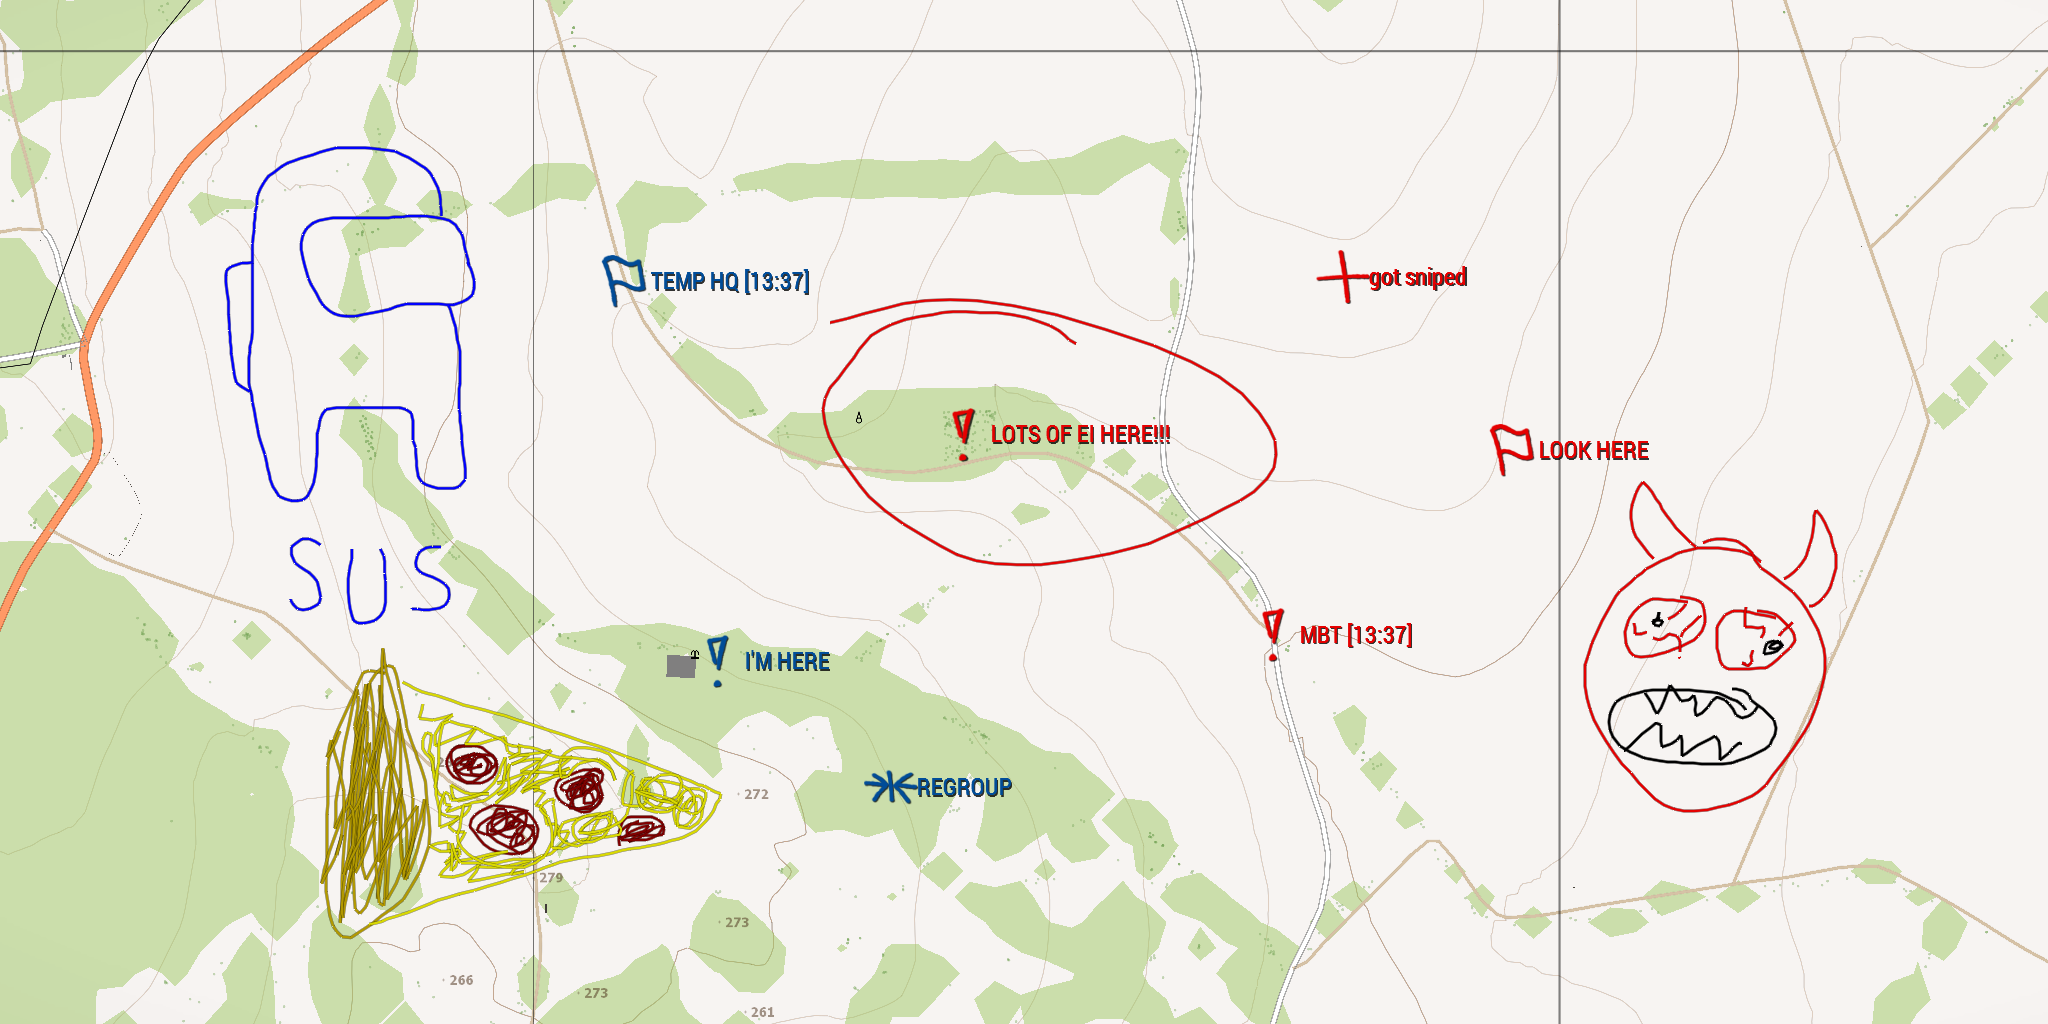 TEMP HQ [13:37]
got sniped
LOTS OF EI HERE!!!
LOOK HERE
SUS
MBT [13:37]
I'M HERE
REGROUP
272
279
273
266
273
261